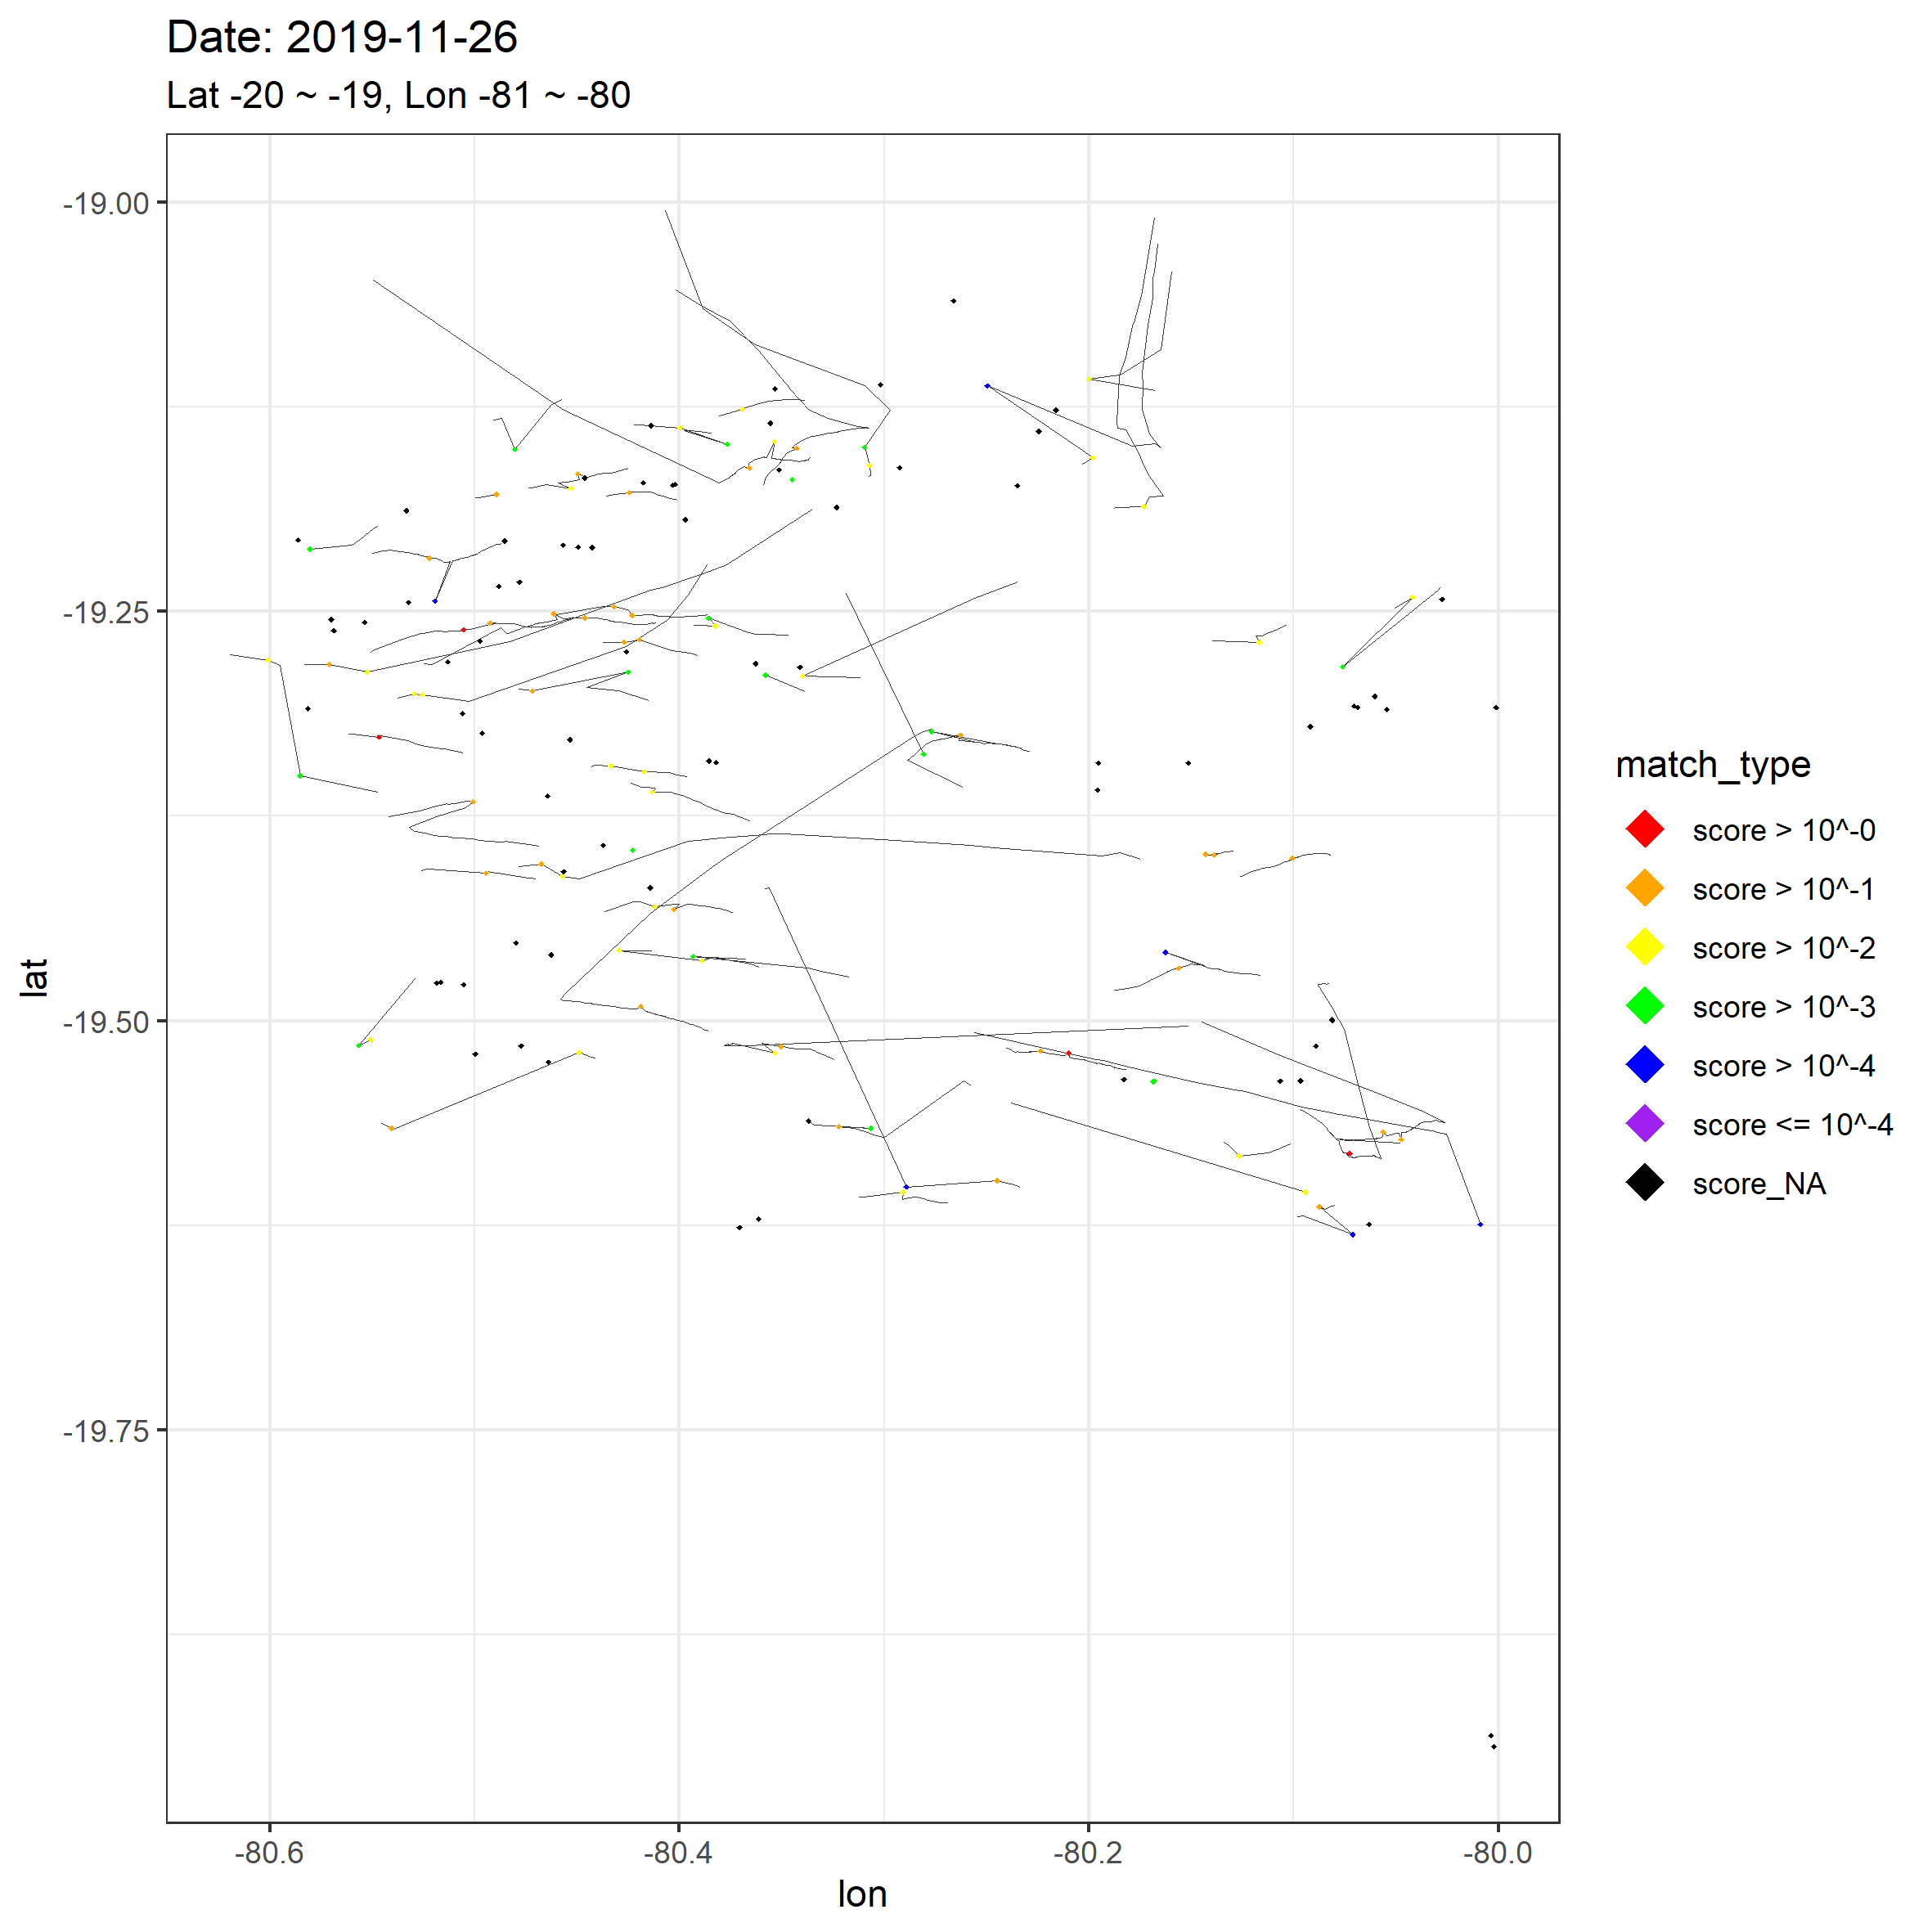 Date: 2019-11-26
Lat -20 ~ -19, Lon -81 ~ -80
-19.00
-19.25
-19.50
-19.75
lat
-80.6
-80.4
-80.2
-80.0
lon
match_type
score > 10^-0
score > 10^-1
score > 10^-2
score > 10^-3
score > 10^-4
score <= 10^-4
score_NA